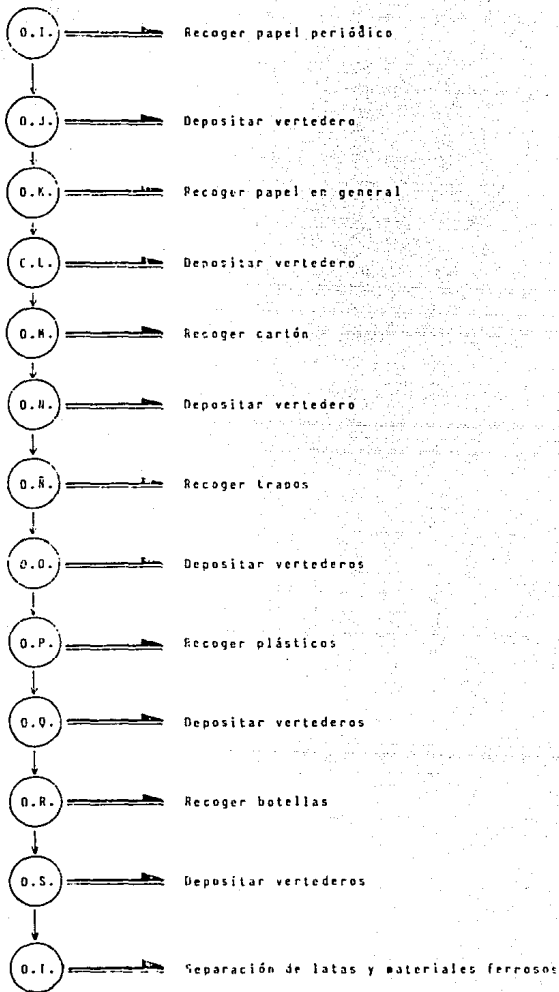 O.I. Recoger papel periódico
O.J. Depositar vertedero
O.K. Recoger papel en general
O.L. Depositar vertedero
O.M. Recoger cartón
O.N. Depositar vertedero
O.Ñ. Recoger trapos
O.O. Depositar vertederos
O.P. Recoger plásticos
O.Q. Depositar vertederos
O.R. Recoger botellas
O.S. Depositar vertederos
O.T. Separación de latas y materiales ferrosos